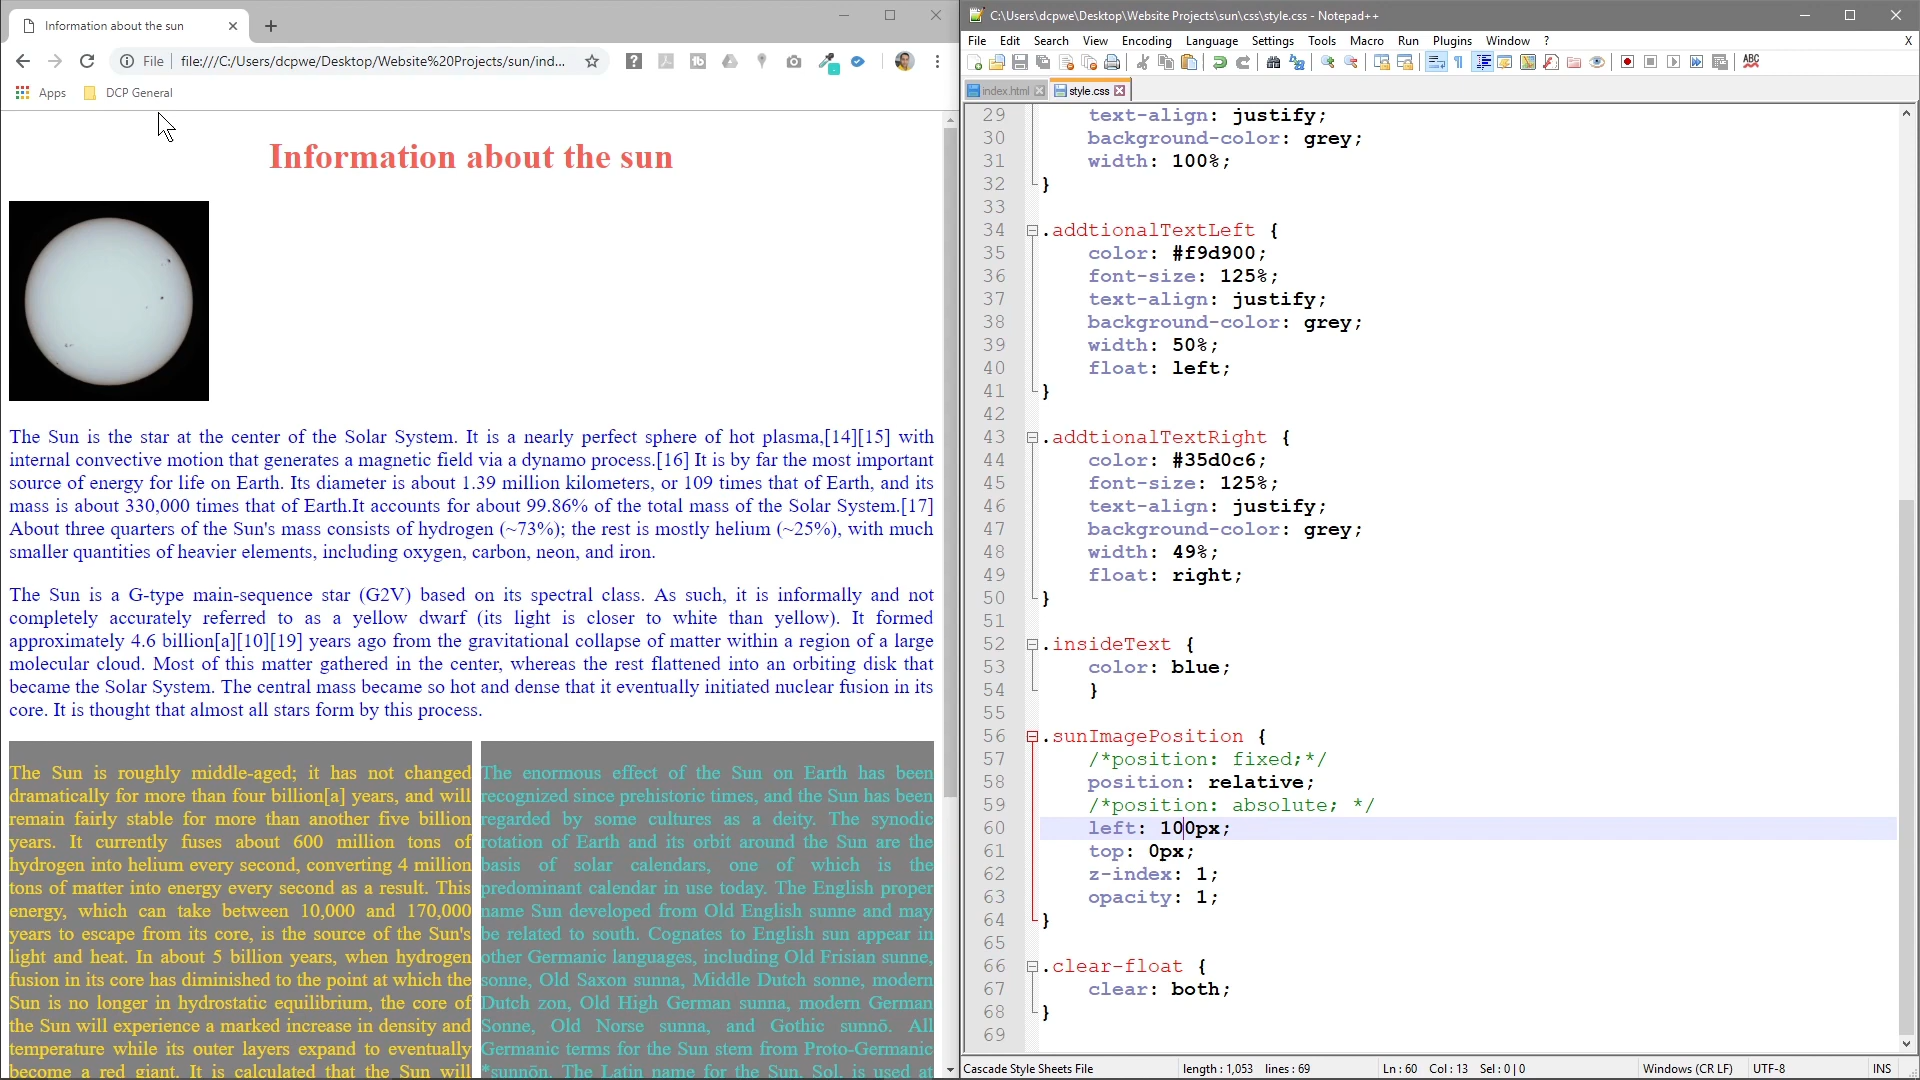 Information about the sun
File
file:///C:/Users/dcpwe/Desktop/Website%20Projects/sun/ind...
Apps
DCP General
Information about the sun
The Sun is the star at the center of the Solar System. It is a nearly perfect sphere of hot plasma,[14][15] with
internal convective motion that generates a magnetic field via a dynamo process.[16] It is by far the most important
source of energy for life on Earth. Its diameter is about 1.39 million kilometers, or 109 times that of Earth, and its
mass is about 330,000 times that of Earth.It accounts for about 99.86% of the total mass of the Solar System.[17]
About three quarters of the Sun's mass consists of hydrogen (~73%); the rest is mostly helium (~25%), with much
smaller quantities of heavier elements, including oxygen, carbon, neon, and iron.
The Sun is a G-type main-sequence star (G2V) based on its spectral class. As such, it is informally and not
completely accurately referred to as a yellow dwarf (its light is closer to white than yellow). It formed
approximately 4.6 billion[a][10][19] years ago from the gravitational collapse of matter within a region of a large
molecular cloud. Most of this matter gathered in the center, whereas the rest flattened into an orbiting disk that
became the Solar System. The central mass became so hot and dense that it eventually initiated nuclear fusion in its
core. It is thought that almost all stars form by this process.
The Sun is roughly middle-aged; it has not changed
dramatically for more than four billion[a] years, and will
remain fairly stable for more than another five billion
years. It currently fuses about 600 million tons of
hydrogen into helium every second, converting 4 million
tons of matter into energy every second as a result. This
energy, which can take between 10,000 and 170,000
years to escape from its core, is the source of the Sun's
light and heat. In about 5 billion years, when hydrogen
fusion in its core has diminished to the point at which the
Sun is no longer in hydrostatic equilibrium, the core of
the Sun will experience a marked increase in density and
temperature while its outer layers expand to eventually
become a red giant. It is calculated that the Sun will
The enormous effect of the Sun on Earth has been
recognized since prehistoric times, and the Sun has been
regarded by some cultures as a deity. The synodic
rotation of Earth and its orbit around the Sun are the
basis of solar calendars, one of which is the
predominant calendar in use today. The English proper
name Sun developed from Old English sunne and may
be related to south. Cognates to English sun appear in
other Germanic languages, including Old Frisian sunne,
sonne, Old Saxon sunna, Middle Dutch sonne, modern
Dutch zon, Old High German sunna, modern German
Sonne, Old Norse sunna, and Gothic sunnō. All
Germanic terms for the Sun stem from Proto-Germanic
*sunnōn. The Latin name for the Sun, Sol, is used at
C:\Users\dcpwe\Desktop\Website Projects\sun\css\style.css - Notepad++
File Edit Search View Encoding Language Settings Tools Macro Run Plugins Window ? X
ABC
index.html style.css
29 text-align: justify;
30 background-color: grey;
31 width: 100%;
32 }
33
34 .addtionalTextLeft {
35 color: #f9d900;
36 font-size: 125%;
37 text-align: justify;
38 background-color: grey;
39 width: 50%;
40 float: left;
41 }
42
43 .addtionalTextRight {
44 color: #35d0c6;
45 font-size: 125%;
46 text-align: justify;
47 background-color: grey;
48 width: 49%;
49 float: right;
50 }
51
52 .insideText {
53 color: blue;
54 }
55
56 .sunImagePosition {
57 /*position: fixed;*/
58 position: relative;
59 /*position: absolute; */
60 left: 100px;
61 top: 0px;
62 z-index: 1;
63 opacity: 1;
64 }
65
66 .clear-float {
67 clear: both;
68 }
69
Cascade Style Sheets File length : 1,053 lines : 69 Ln : 60 Col : 13 Sel : 0 | 0 Windows (CR LF) UTF-8 INS